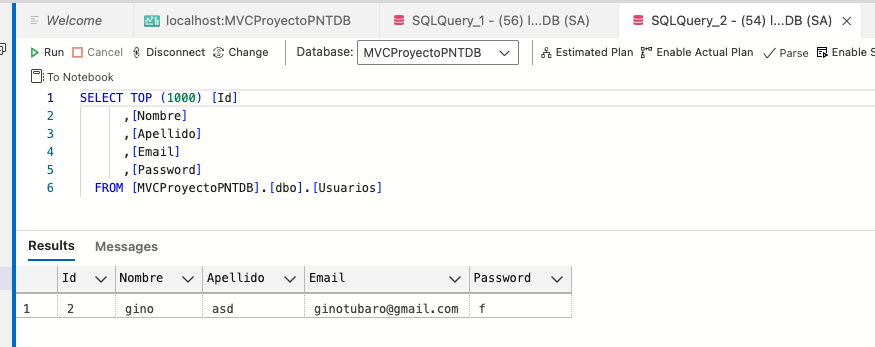 Welcome localhost:MVCProyectoPNTDB SQLQuery_1 - (56) l...DB (SA) SQLQuery_2 - (54) l...DB (SA)
Run Cancel Disconnect Change Database: MVCProyectoPNTDB Estimated Plan Enable Actual Plan Parse Enable S
To Notebook
1 SELECT TOP (1000) [Id]
2 ,[Nombre]
3 ,[Apellido]
4 ,[Email]
5 ,[Password]
6 FROM [MVCProyectoPNTDB].[dbo].[Usuarios]
Results Messages
Id Nombre Apellido Email Password
1 2 gino asd ginotubaro@gmail.com f